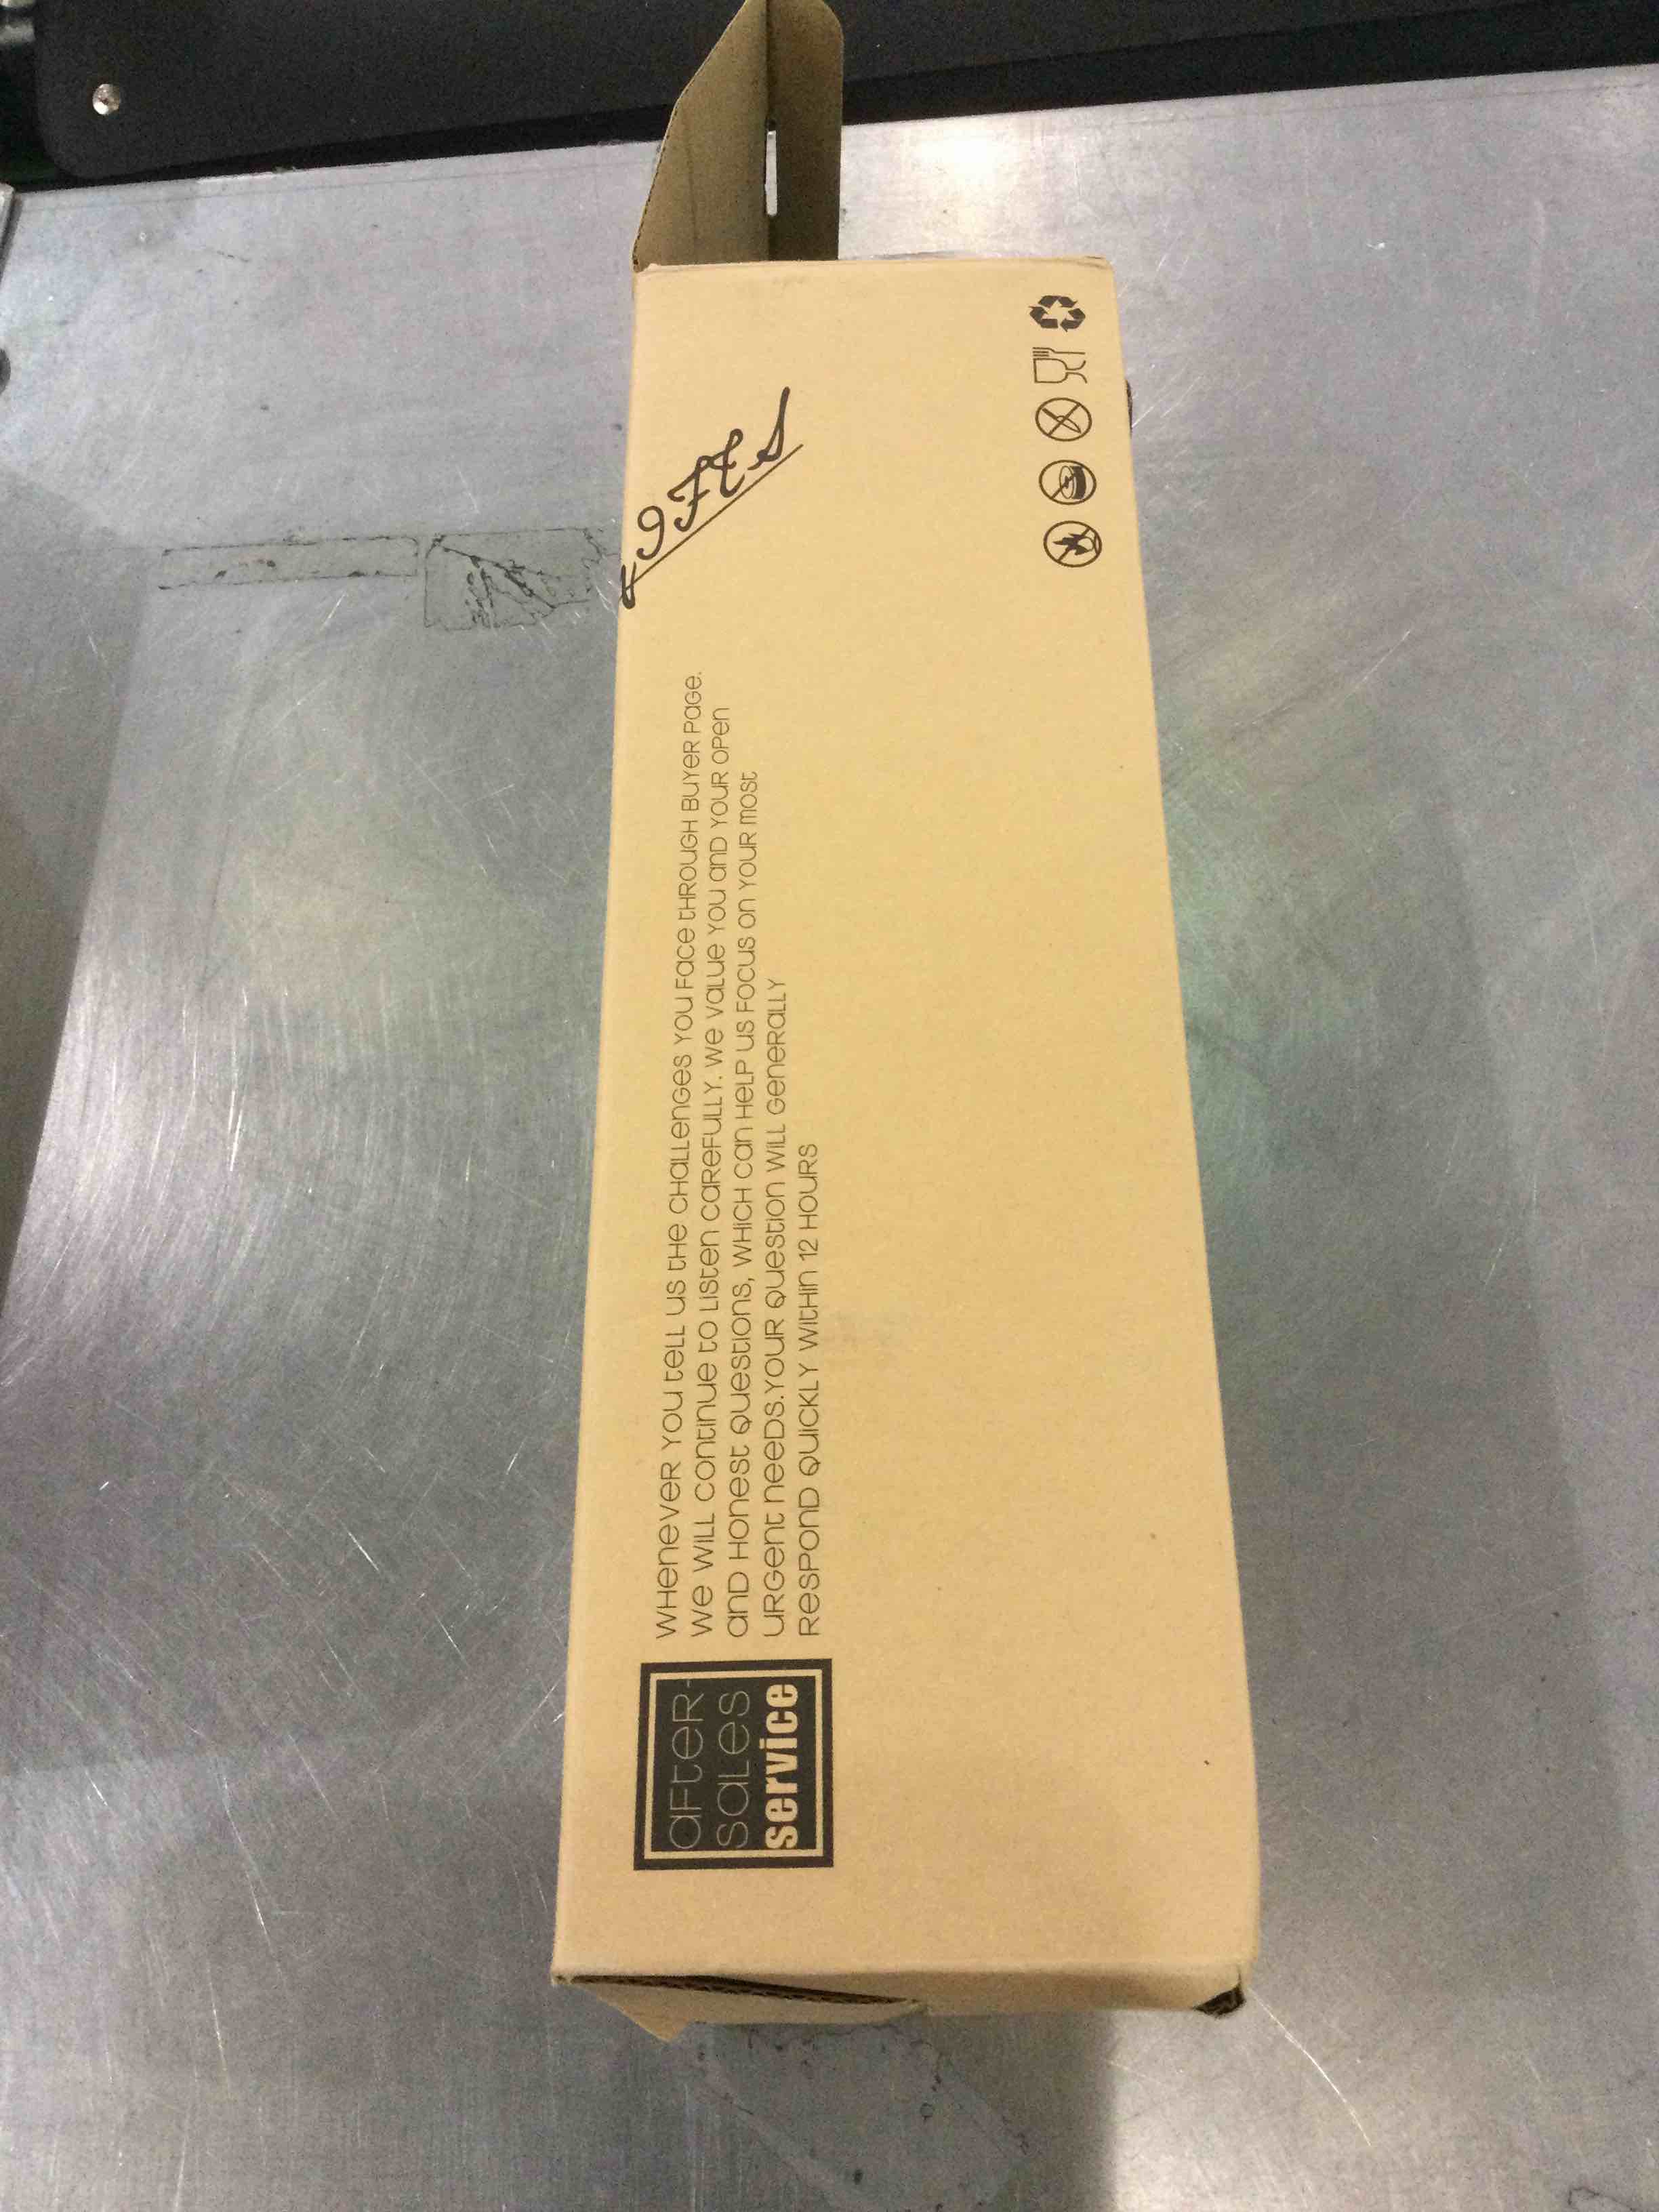 AFTER-
SALES
service
WHENEVER YOU TELL US THE CHALLENGES YOU FACE THROUGH BUYER PAGE.
WE WILL CONTINUE TO LISTEN CAREFULLY. WE VALUE YOU AND YOUR OPEN
AND HONEST QUESTIONS, WHICH CAN HELP US FOCUS ON YOUR MOST
URGENT NEEDS.YOUR QUESTION WILL GENERALLY
RESPOND QUICKLY WITHIN 12 HOURS